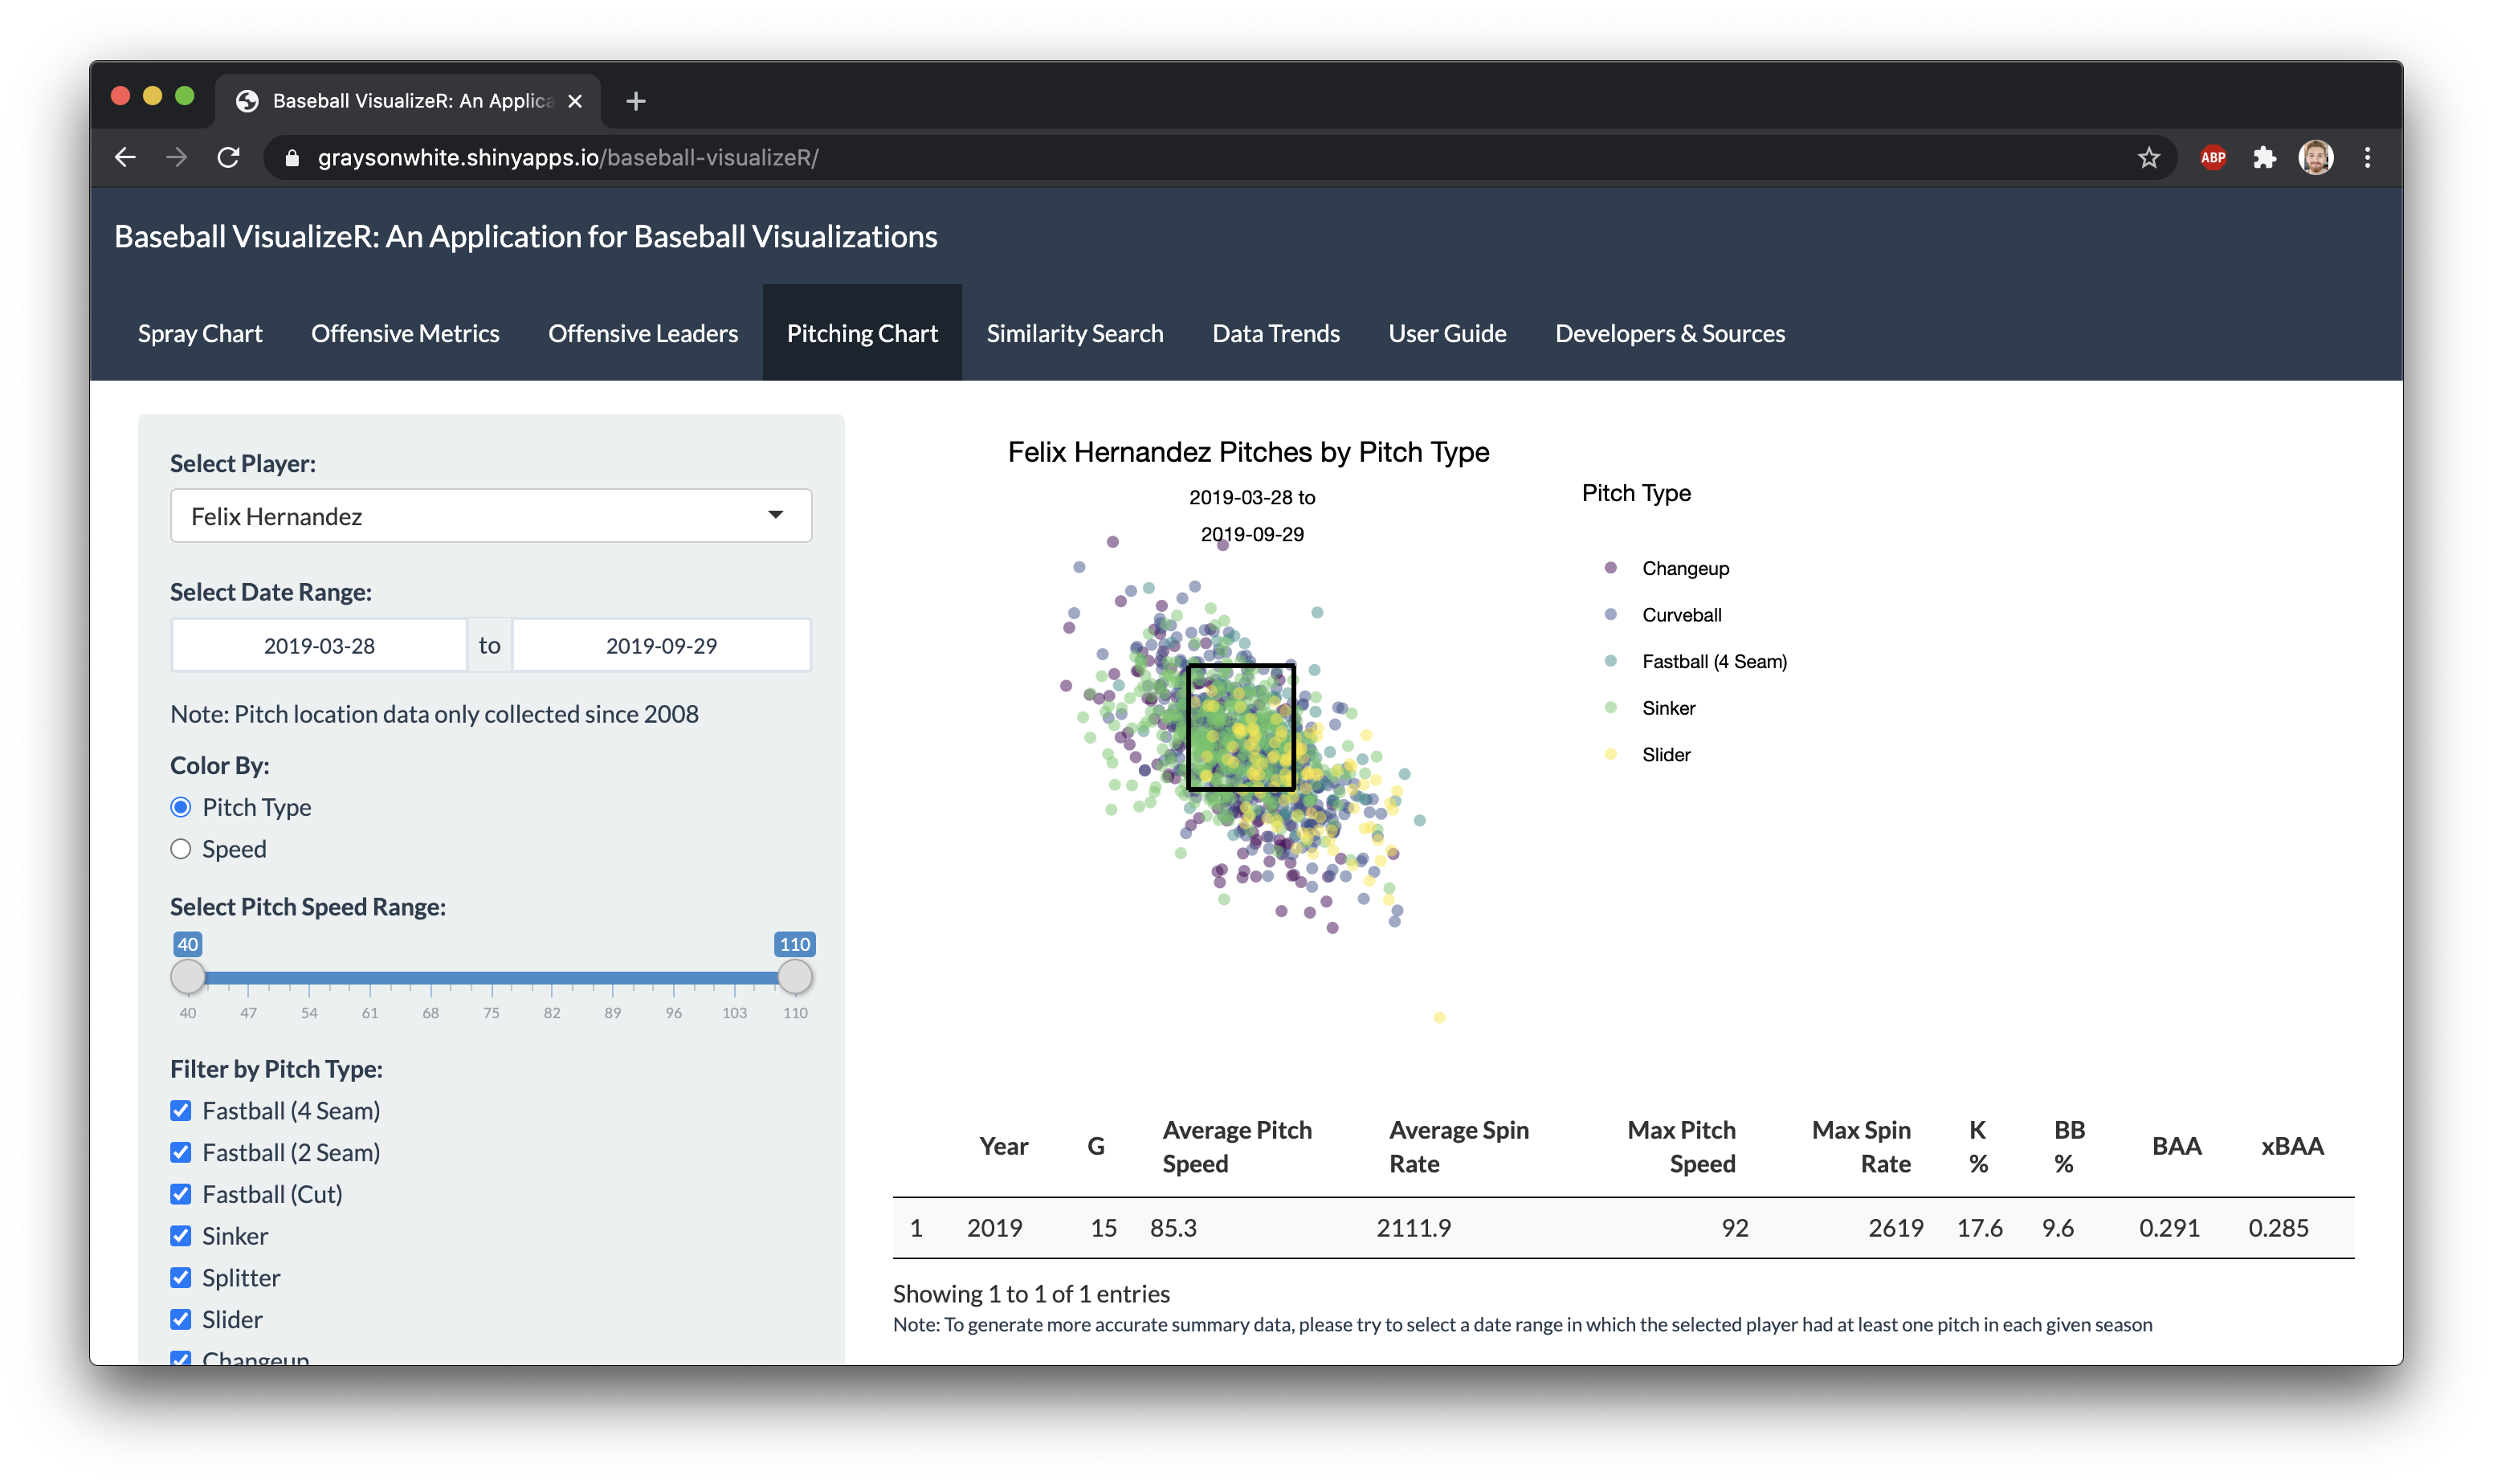 Baseball VisualizeR: An Applica
graysonwhite.shinyapps.io/baseball-visualizeR/
ABP
Baseball VisualizeR: An Application for Baseball Visualizations
Spray Chart Offensive Metrics Offensive Leaders Pitching Chart Similarity Search Data Trends User Guide Developers & Sources
Select Player:
Felix Hernandez
Select Date Range:
2019-03-28 to 2019-09-29
Note: Pitch location data only collected since 2008
Color By:
Pitch Type
Speed
Select Pitch Speed Range:
40 110
40 47 54 61 68 75 82 89 96 103 110
Filter by Pitch Type:
Fastball (4 Seam)
Fastball (2 Seam)
Fastball (Cut)
Sinker
Splitter
Slider
Changeup
Felix Hernandez Pitches by Pitch Type
2019-03-28 to
2019-09-29
Pitch Type
Changeup
Curveball
Fastball (4 Seam)
Sinker
Slider
Year G Average Pitch Speed Average Spin Rate Max Pitch Speed Max Spin Rate K % BB % BAA xBAA
1 2019 15 85.3 2111.9 92 2619 17.6 9.6 0.291 0.285
Showing 1 to 1 of 1 entries
Note: To generate more accurate summary data, please try to select a date range in which the selected player had at least one pitch in each given season